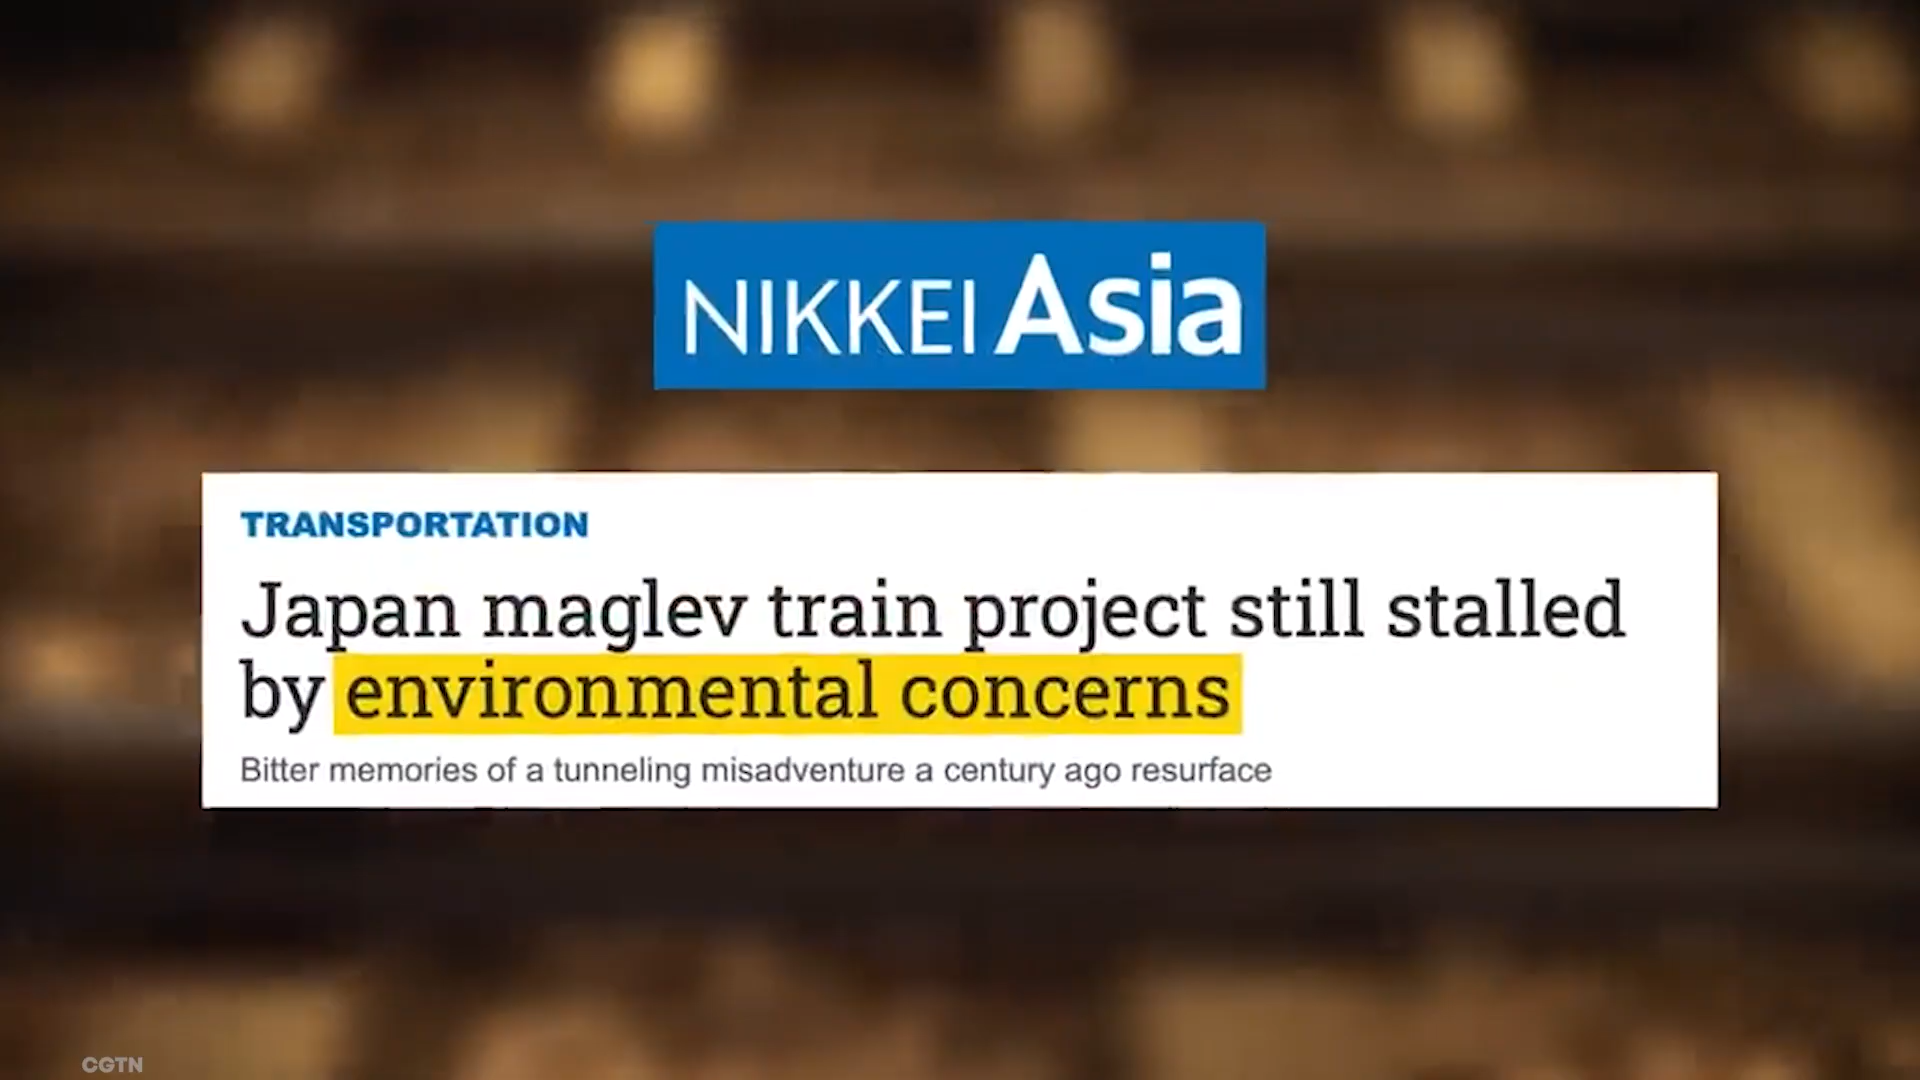 NIKKEI Asia
TRANSPORTATION
Japan maglev train project still stalled
by environmental concerns
Bitter memories of a tunneling misadventure a century ago resurface
CGTN